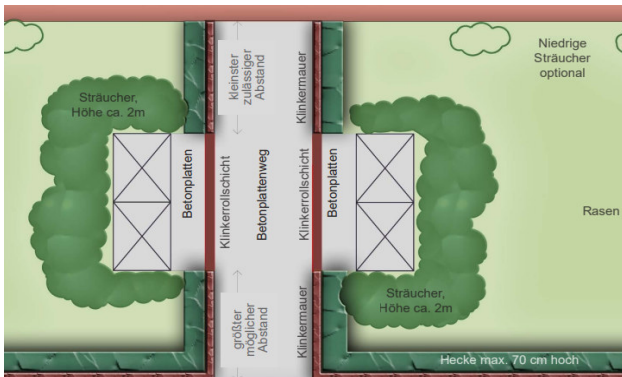 Niedrige
Sträucher
optional
kleinster
zulässiger
Abstand
Klinkermauer
Sträucher,
Höhe ca. 2m
Betonplatten
Klinkerrollschicht
Betonplattenweg
Klinkerrollschicht
Betonplatten
Rasen
größter
möglicher
Abstand
Klinkermauer
Sträucher,
Höhe ca. 2m
Hecke max. 70 cm hoch